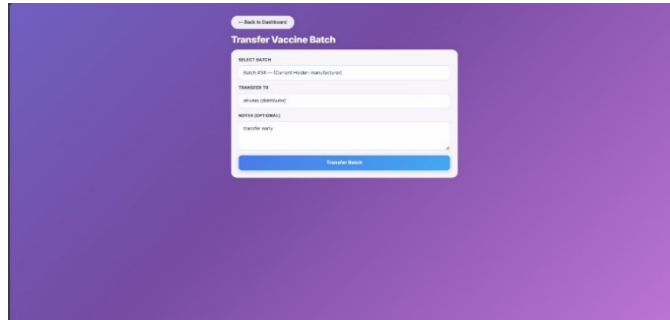 ← Back to Dashboard
Transfer Vaccine Batch
SELECT BATCH
Batch #34 — (Current Holder: manufacturer)
TRANSFER TO
(distributor)
NOTES (OPTIONAL)
transfer early
Transfer Batch